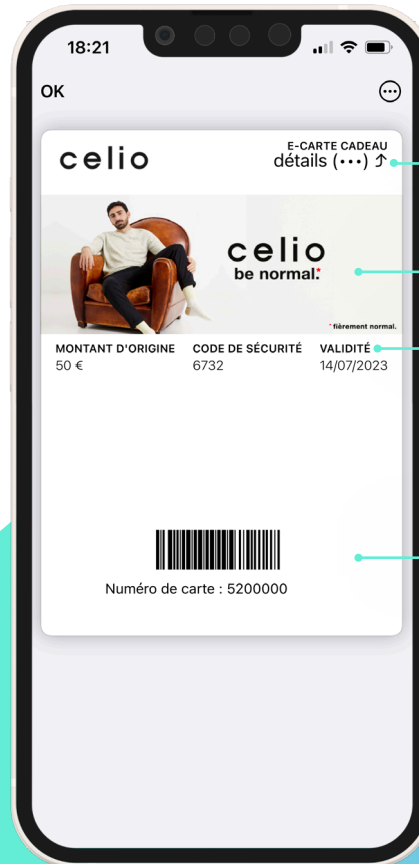 18:21
OK
celio
E-CARTE CADEAU
détails (•••) ↑
celio
be normal.*
*fièrement normal.
MONTANT D'ORIGINE CODE DE SÉCURITÉ VALIDITÉ
50 € 6732 14/07/2023
Numéro de carte : 5200000